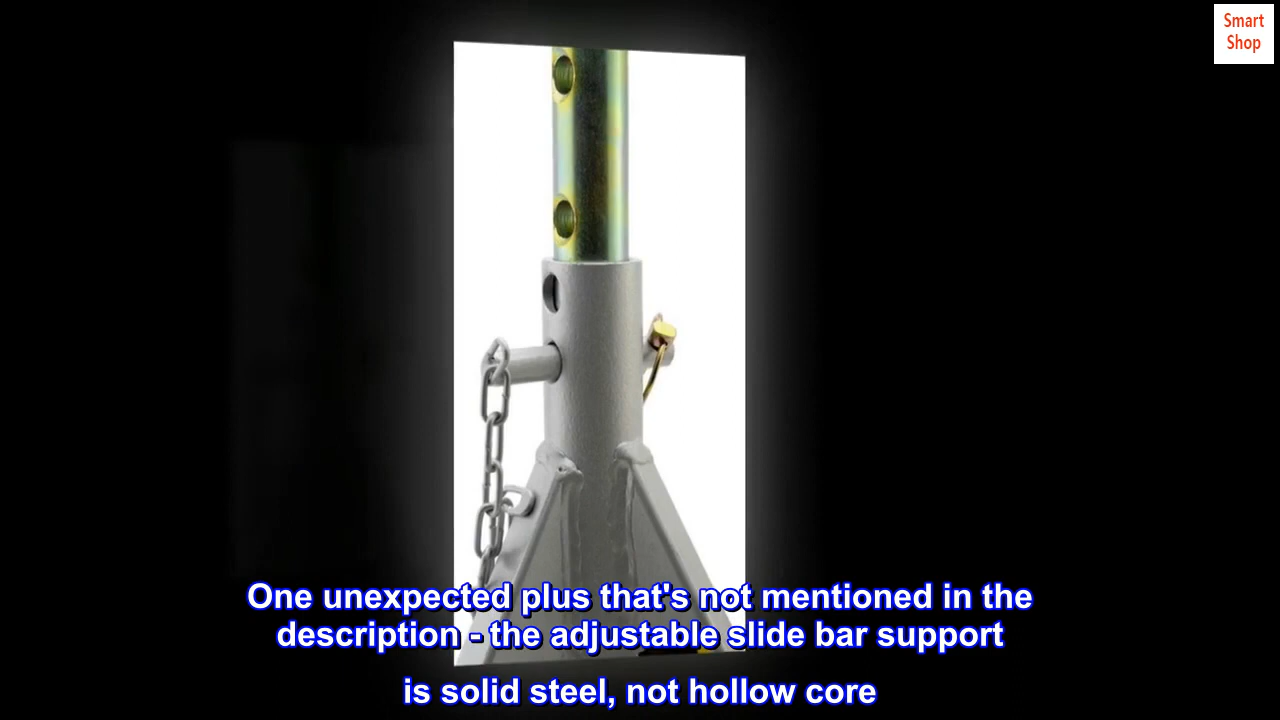 Smart
Shop
One unexpected plus that's not mentioned in the
description - the adjustable slide bar support
is solid steel, not hollow core